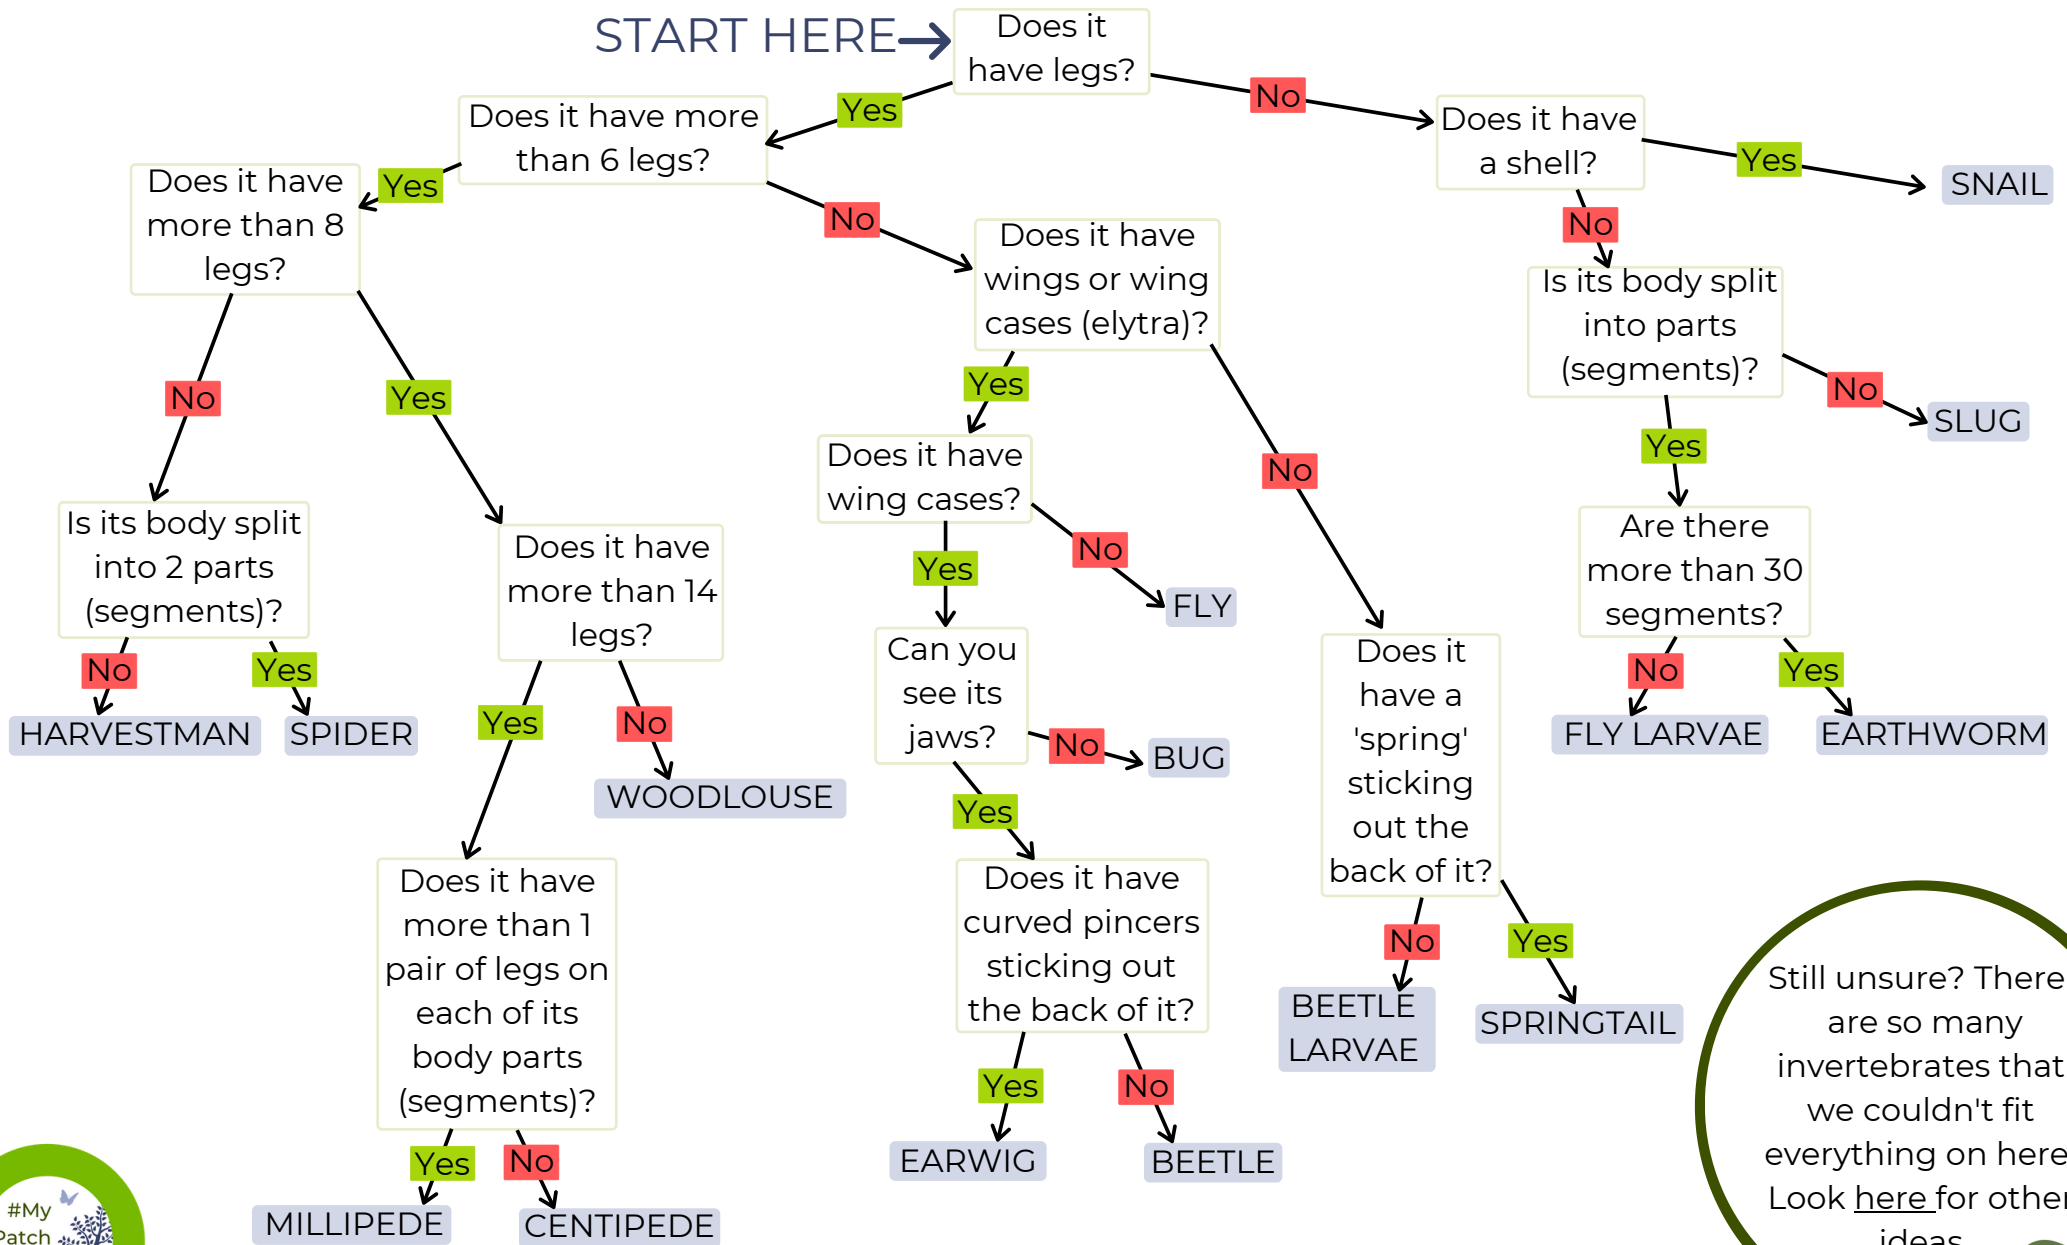 START HERE
Does it
have legs?
Yes
No
Does it have more
than 6 legs?
Does it have
a shell?
Yes
SNAIL
Yes
No
No
Does it have
more than 8
legs?
Does it have
wings or wing
cases (elytra)?
Is its body split
into parts
(segments)?
No
SLUG
No
Yes
Yes
No
Yes
Does it have
wing cases?
No
FLY
Yes
Is its body split
into 2 parts
(segments)?
Does it have
more than 14
legs?
Are there
more than 30
segments?
No
Yes
HARVESTMAN
SPIDER
Yes
No
WOODLOUSE
Can you
see its
jaws?
No
BUG
Yes
Does it
have a
'spring'
sticking
out the
back of it?
No
Yes
FLY LARVAE
EARTHWORM
Does it have
more than 1
pair of legs on
each of its
body parts
(segments)?
Does it have
curved pincers
sticking out
the back of it?
No
Yes
BEETLE
LARVAE
SPRINGTAIL
Yes
No
EARWIG
BEETLE
Yes
No
MILLIPEDE
CENTIPEDE
Still unsure? There
are so many
invertebrates that
we couldn't fit
everything on here
Look here for other
ideas
#My
Patch